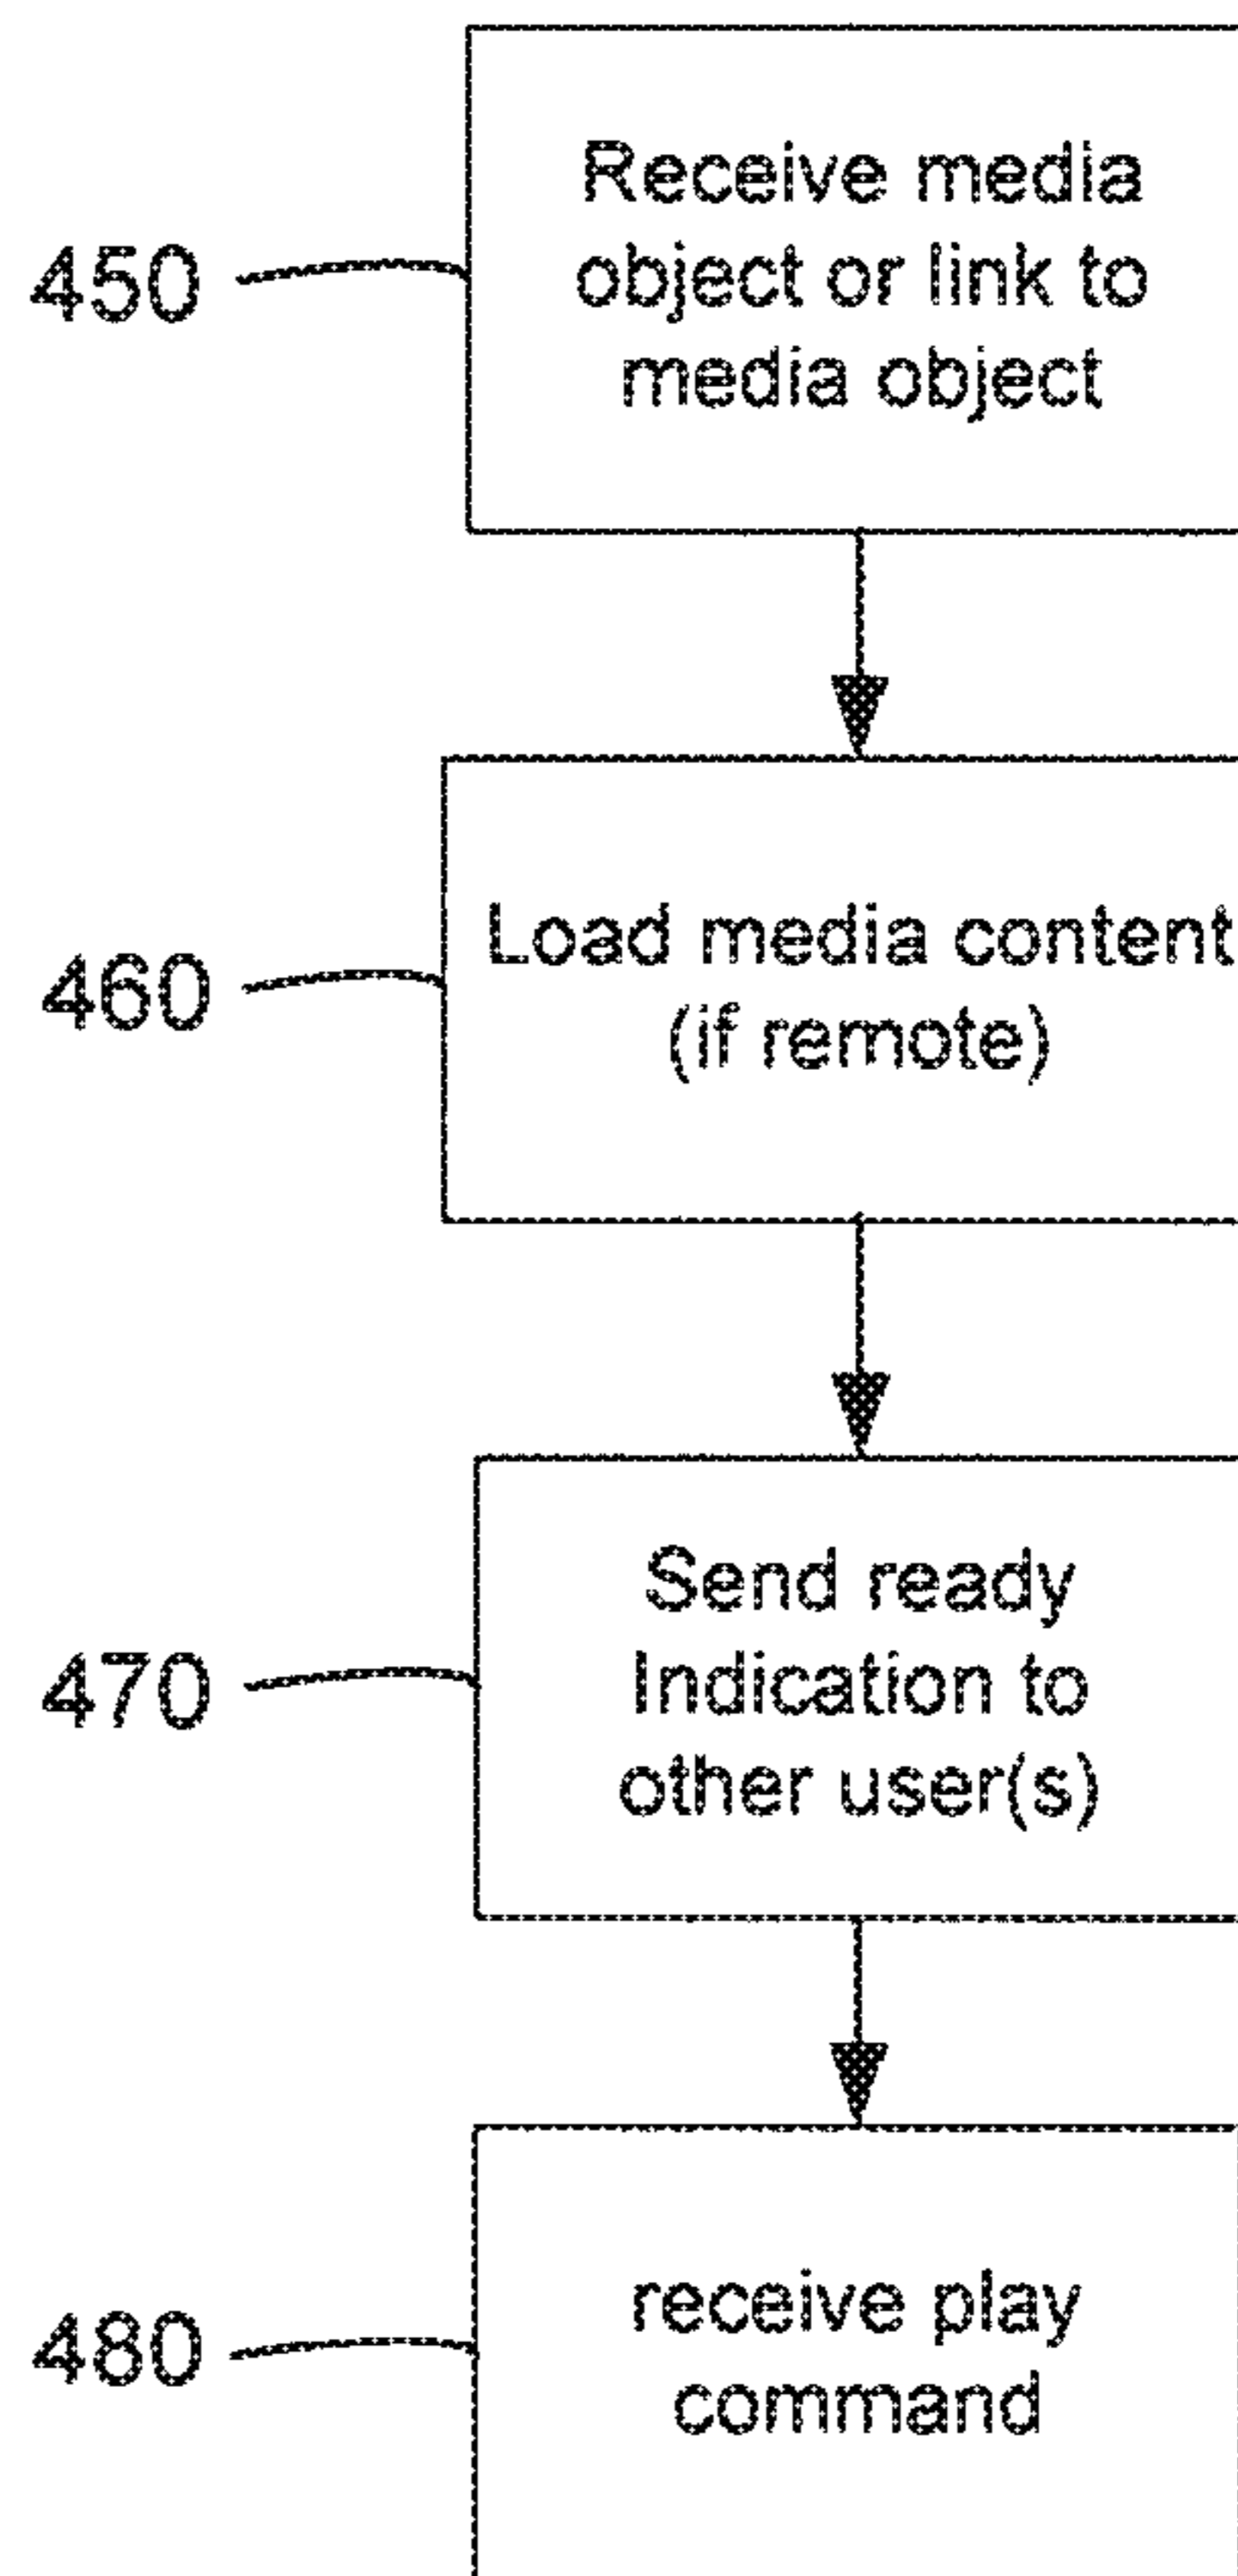 450
Receive media
object or link to
media object
460
Load media content
(if remote)
470
Send ready
Indication to
other user(s)
480
receive play
command